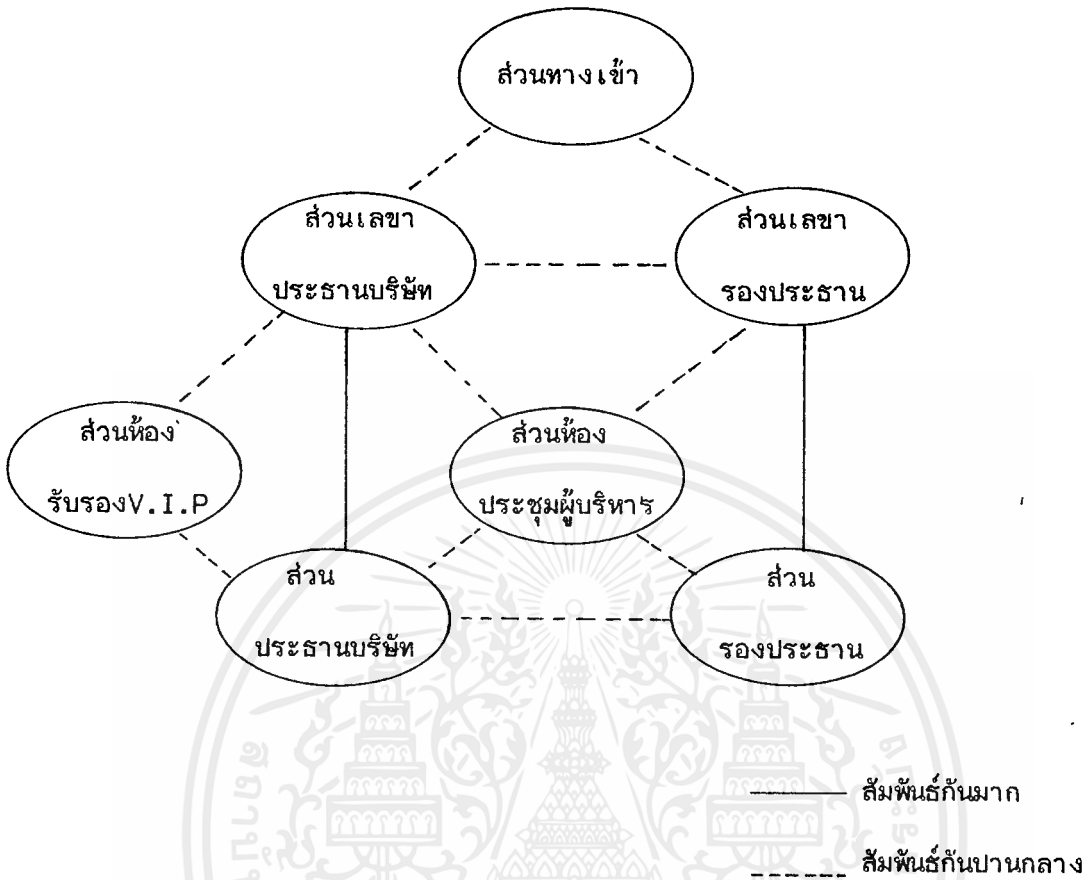 ส่วนทางเข้า
ส่วนเลขา
ประธานบริษัท
ส่วนเลขา
รองประธาน
ส่วนห้อง
รับรองV.I.P
ส่วนห้อง
ประชุมผู้บริหาร
ส่วน
ประธานบริษัท
ส่วน
รองประธาน
สัมพันธ์กันมาก
สัมพันธ์กันปานกลาง